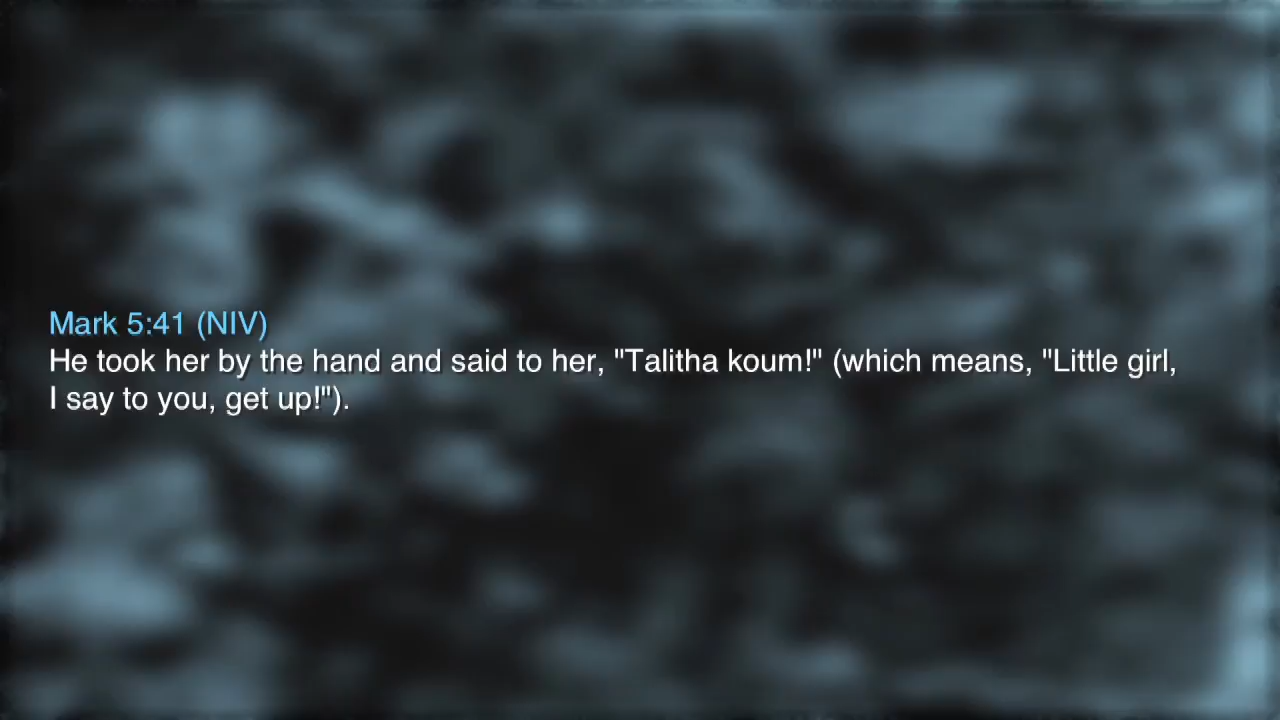 Mark 5:41 (NIV)
He took her by the hand and said to her, "Talitha koum!" (which means, "Little girl,
I say to you, get up!").